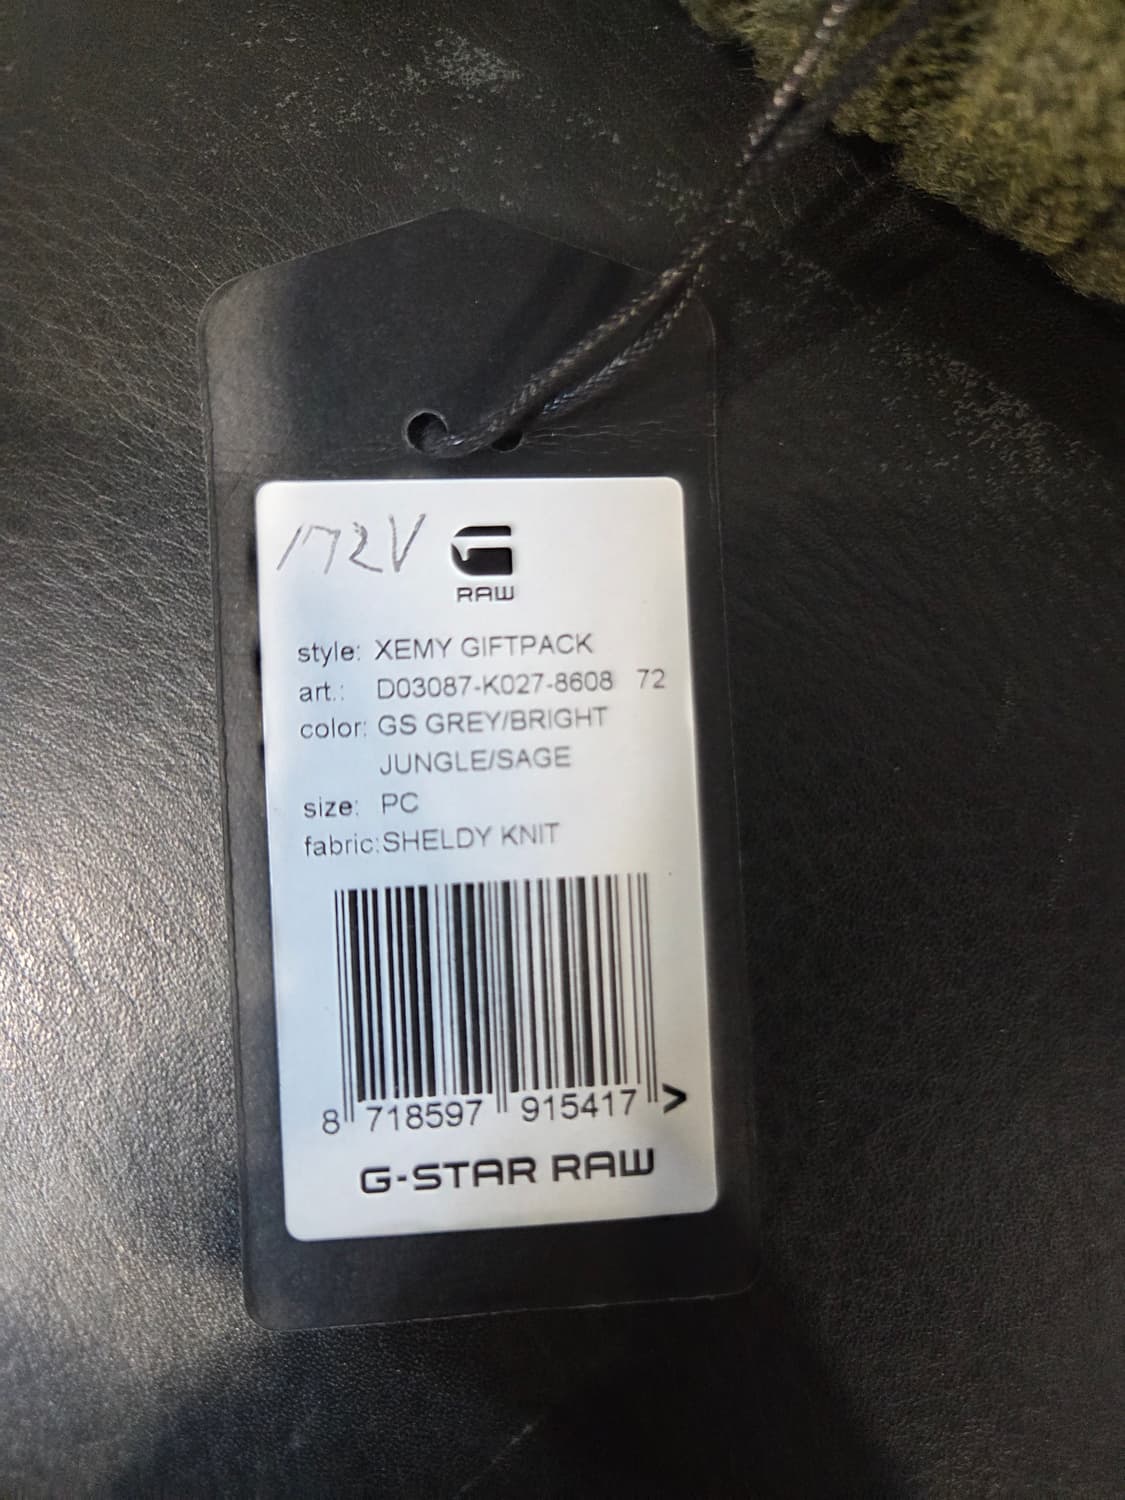 172V
RAW
style: XEMY GIFTPACK
art.: D03087-K027-8608 72
color: GS GREY/BRIGHT
JUNGLE/SAGE
size: PC
fabric:SHELDY KNIT
8 718597 915417 >
G-STAR RAW